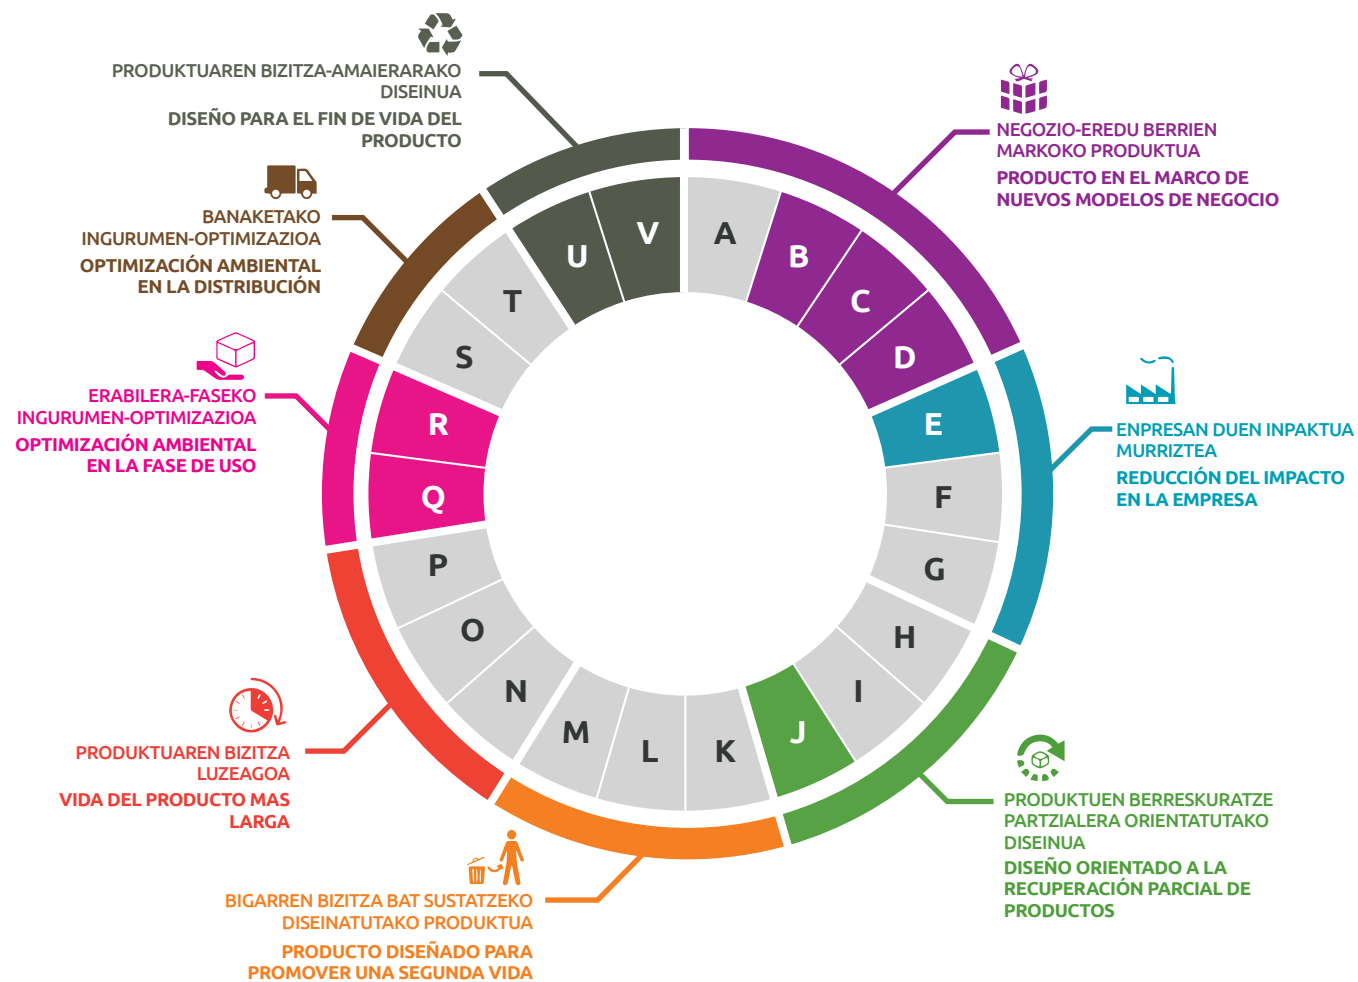 PRODUKTUAREN BIZITZA-AMAIERARAKO
DISEINUA
DISEÑO PARA EL FIN DE VIDA DEL
PRODUCTO
NEGOZIO-EREDU BERRIEN
MARKOKO PRODUKTUA
PRODUCTO EN EL MARCO DE
NUEVOS MODELOS DE NEGOCIO
BANAKETAKO
INGURUMEN-OPTIMIZAZIOA
OPTIMIZACIÓN AMBIENTAL
EN LA DISTRIBUCIÓN
ERABILERA-FASEKO
INGURUMEN-OPTIMIZAZIOA
OPTIMIZACIÓN AMBIENTAL
EN LA FASE DE USO
ENPRESAN DUEN INPAKTUA
MURRIZTEA
REDUCCIÓN DEL IMPACTO
EN LA EMPRESA
A
B
C
D
E
F
G
H
I
J
K
L
M
N
O
P
Q
R
S
T
U
V
PRODUKTUAREN BIZITZA
LUZEAGOA
VIDA DEL PRODUCTO MAS
LARGA
PRODUKTUEN BERRESKURATZE
PARTZIALERA ORIENTATUTAKO
DISEINUA
DISEÑO ORIENTADO A LA
RECUPERACIÓN PARCIAL DE
PRODUCTOS
BIGARREN BIZITZA BAT SUSTATZEKO
DISEINATUTAKO PRODUKTUA
PRODUCTO DISEÑADO PARA
PROMOVER UNA SEGUNDA VIDA